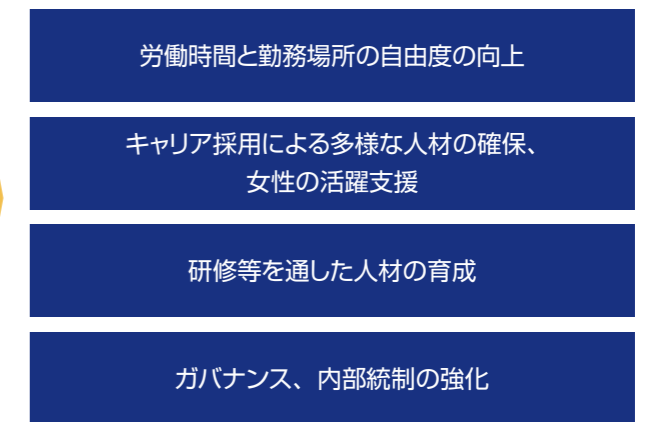 労働時間と勤務場所の自由度の向上
キャリア採用による多様な人材の確保、
女性の活躍支援
研修等を通した人材の育成
ガバナンス、内部統制の強化